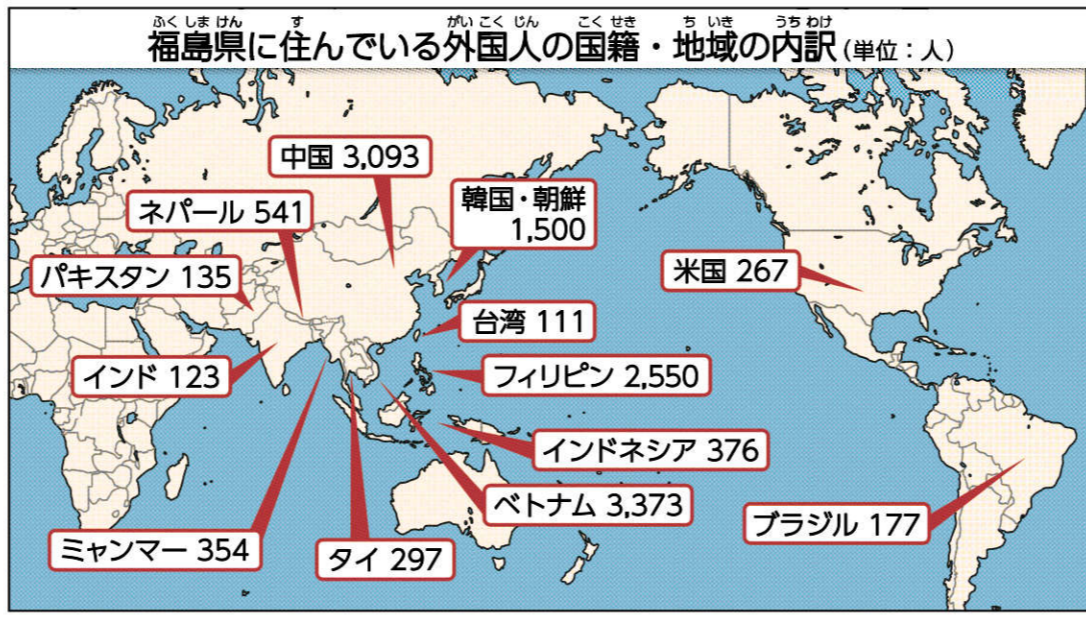 福島県に住んでいる外国人の国籍・地域の内訳(単位:人)
ふくしまけん す がいこくじん こくせき ちいき うちわけ
中国 3,093
韓国・朝鮮
1,500
ネパール 541
パキスタン 135
米国 267
台湾 111
インド 123
フィリピン 2,550
インドネシア 376
ベトナム 3,373
ブラジル 177
ミャンマー 354
タイ 297